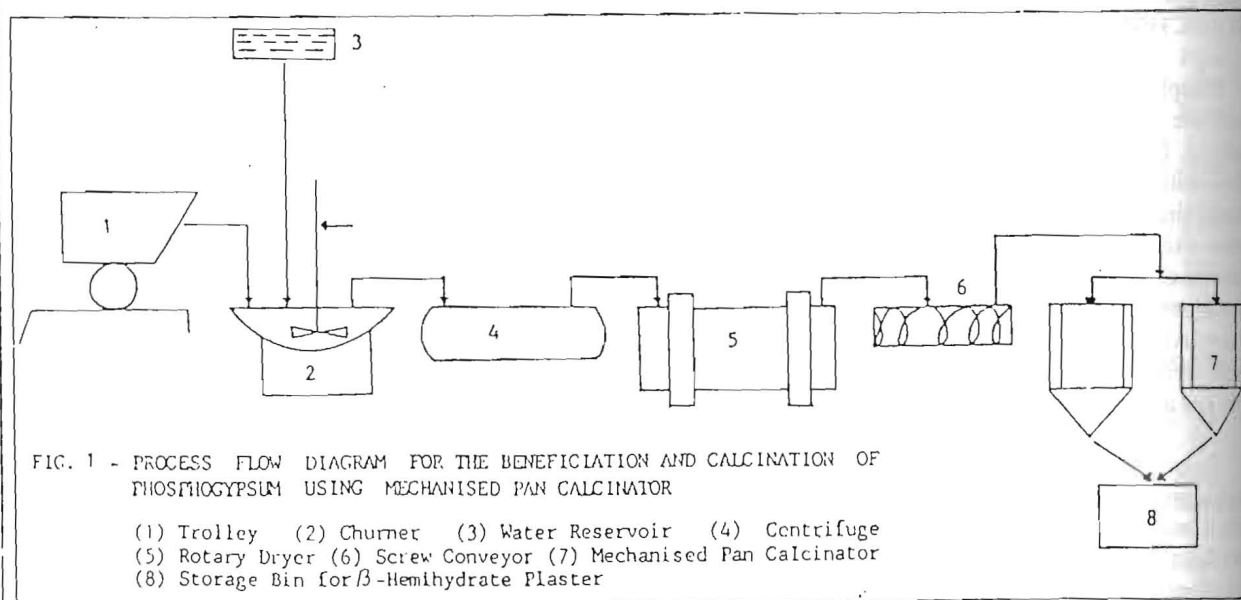 3
1
6
4
5
7
2
8
FIG. 1 - PROCESS FLOW DIAGRAM FOR THE BENEFICIATION AND CALCINATION OF
PHOSPHOGYPSUM USING MECHANISED PAN CALCINATOR
(1) Trolley (2) Churner (3) Water Reservoir (4) Centrifuge
(5) Rotary Dryer (6) Screw Conveyor (7) Mechanised Pan Calcinator
(8) Storage Bin for β-Hemihydrate Plaster